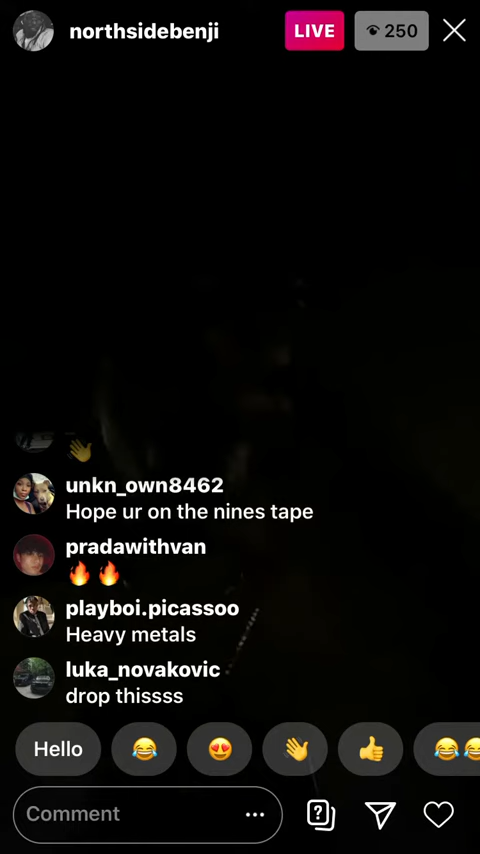 northsidebenji
LIVE
250
👋
unkn_own8462
Hope ur on the nines tape
pradawithvan
🔥 🔥
playboi.picassoo
Heavy metals
luka_novakovic
drop thissss
Hello 😂 😍 👋 👍 😂😂
Comment ...